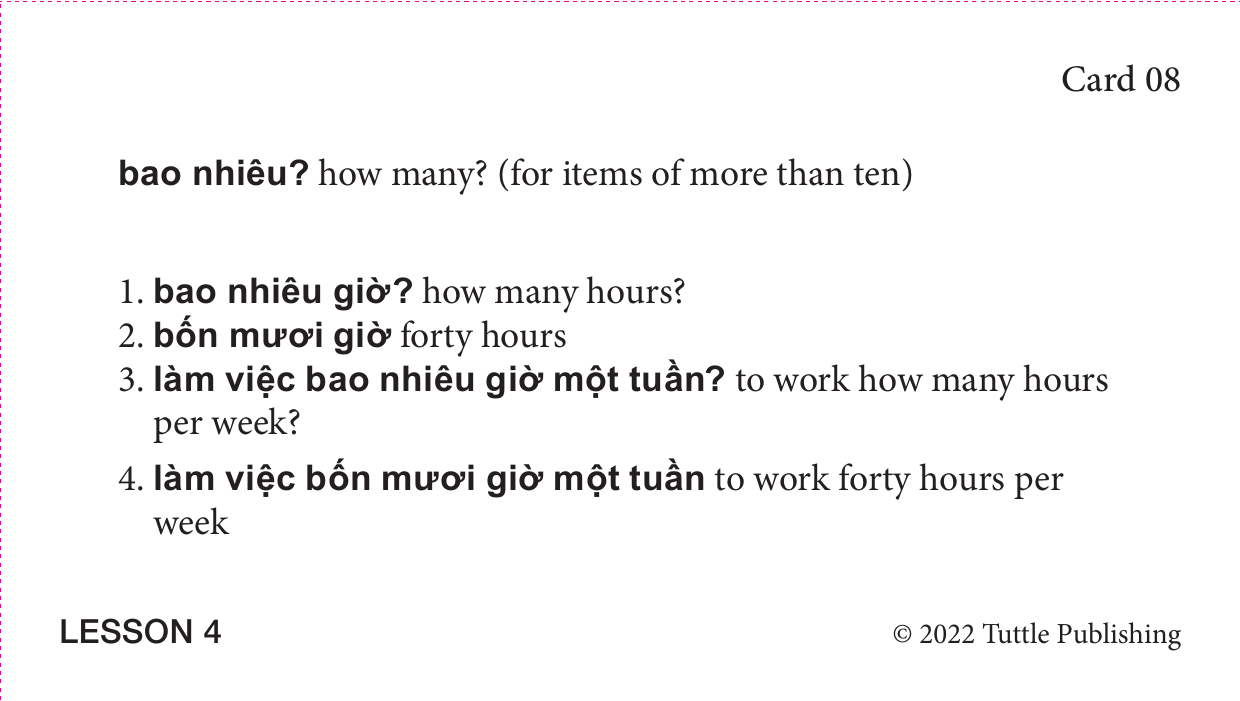 Card 08
bao nhiêu? how many? (for items of more than ten)
1. bao nhiêu giờ? how many hours?
2. bốn mươi giờ forty hours
3. làm việc bao nhiêu giờ một tuần? to work how many hours
per week?
4. làm việc bốn mươi giờ một tuần to work forty hours per
week
LESSON 4
© 2022 Tuttle Publishing